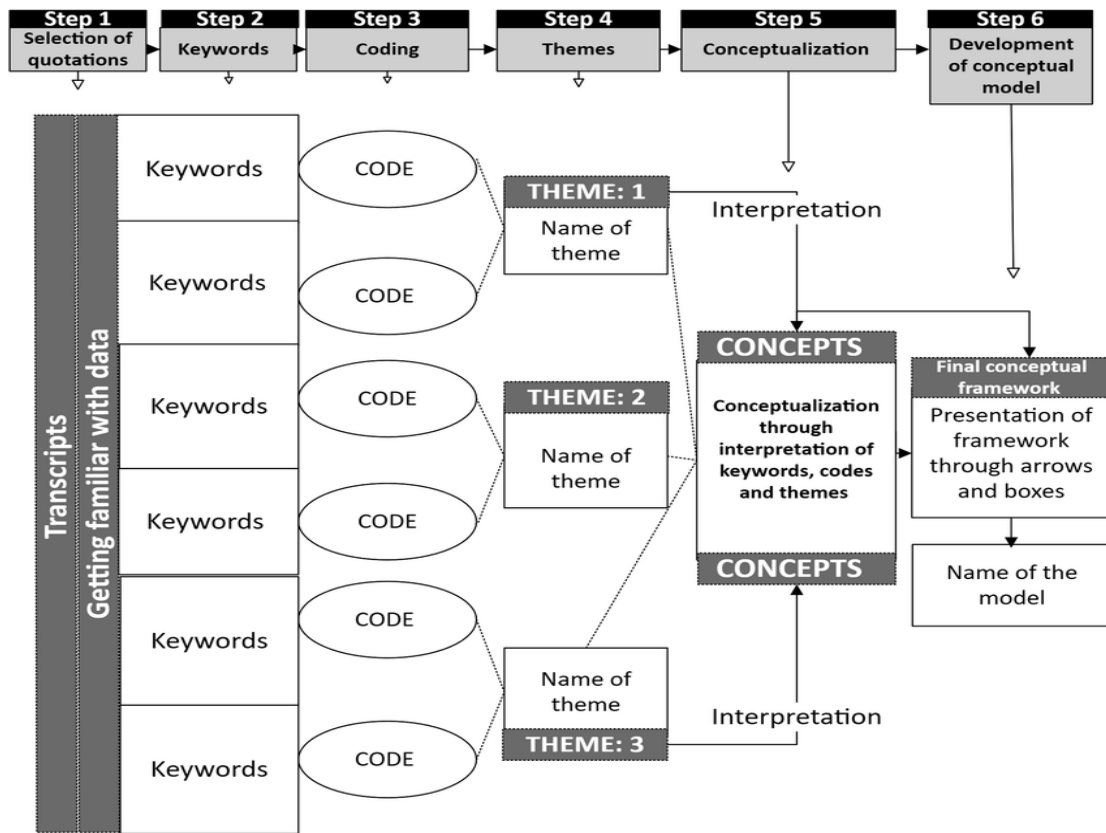 Step 1
Selection of
quotations
Step 2
Keywords
Step 3
Coding
Step 4
Themes
Step 5
Conceptualization
Step 6
Development
of conceptual
model
Transcripts
Getting familiar with data
Keywords
Keywords
Keywords
Keywords
Keywords
Keywords
CODE
CODE
CODE
CODE
CODE
CODE
THEME: 1
Name of
theme
THEME: 2
Name of
theme
Name of
theme
THEME: 3
Interpretation
CONCEPTS
Conceptualization
through
interpretation of
keywords, codes
and themes
CONCEPTS
Interpretation
Final conceptual
framework
Presentation of
framework
through arrows
and boxes
Name of the
model